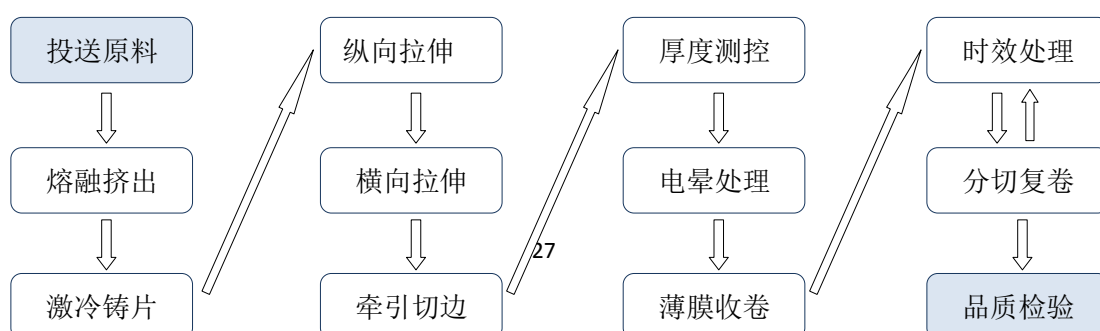 投送原料
熔融挤出
激冷铸片
纵向拉伸
横向拉伸
牵引切边
27
厚度测控
电晕处理
薄膜收卷
时效处理
分切复卷
品质检验